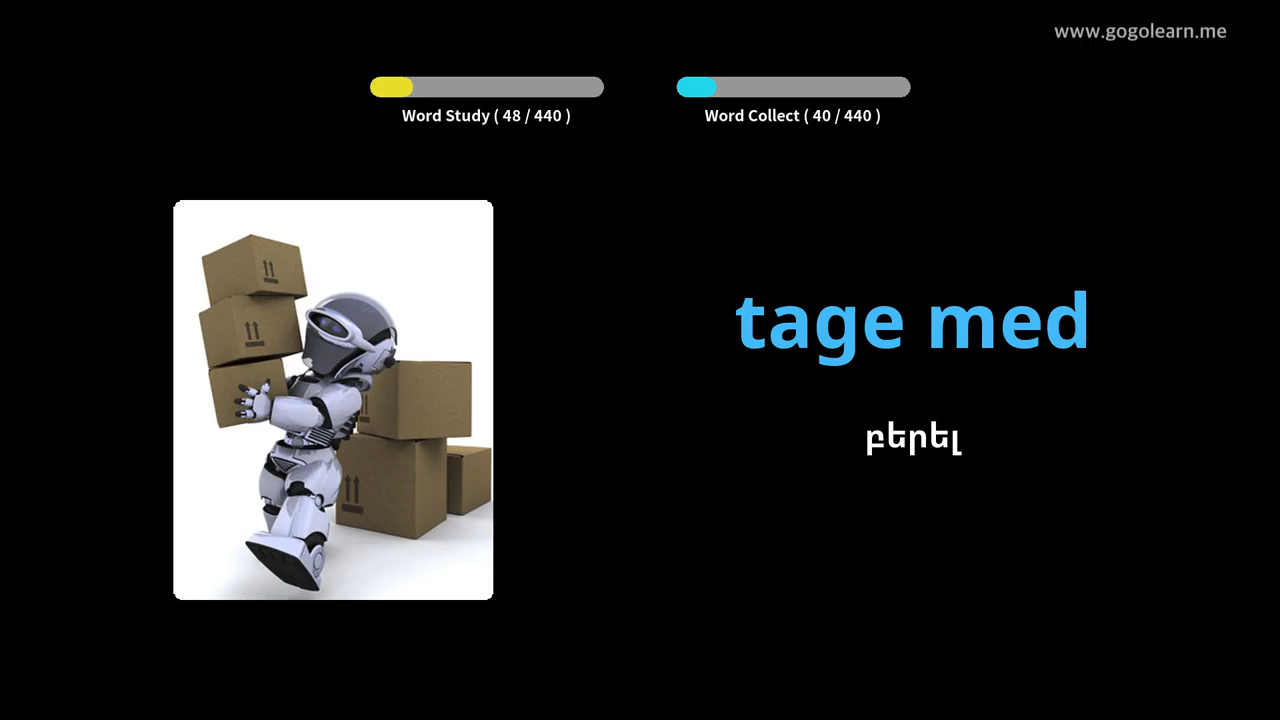 www.gogolearn.me
Word Study ( 48 / 440 )
Word Collect ( 40 / 440 )
tage med
բերել